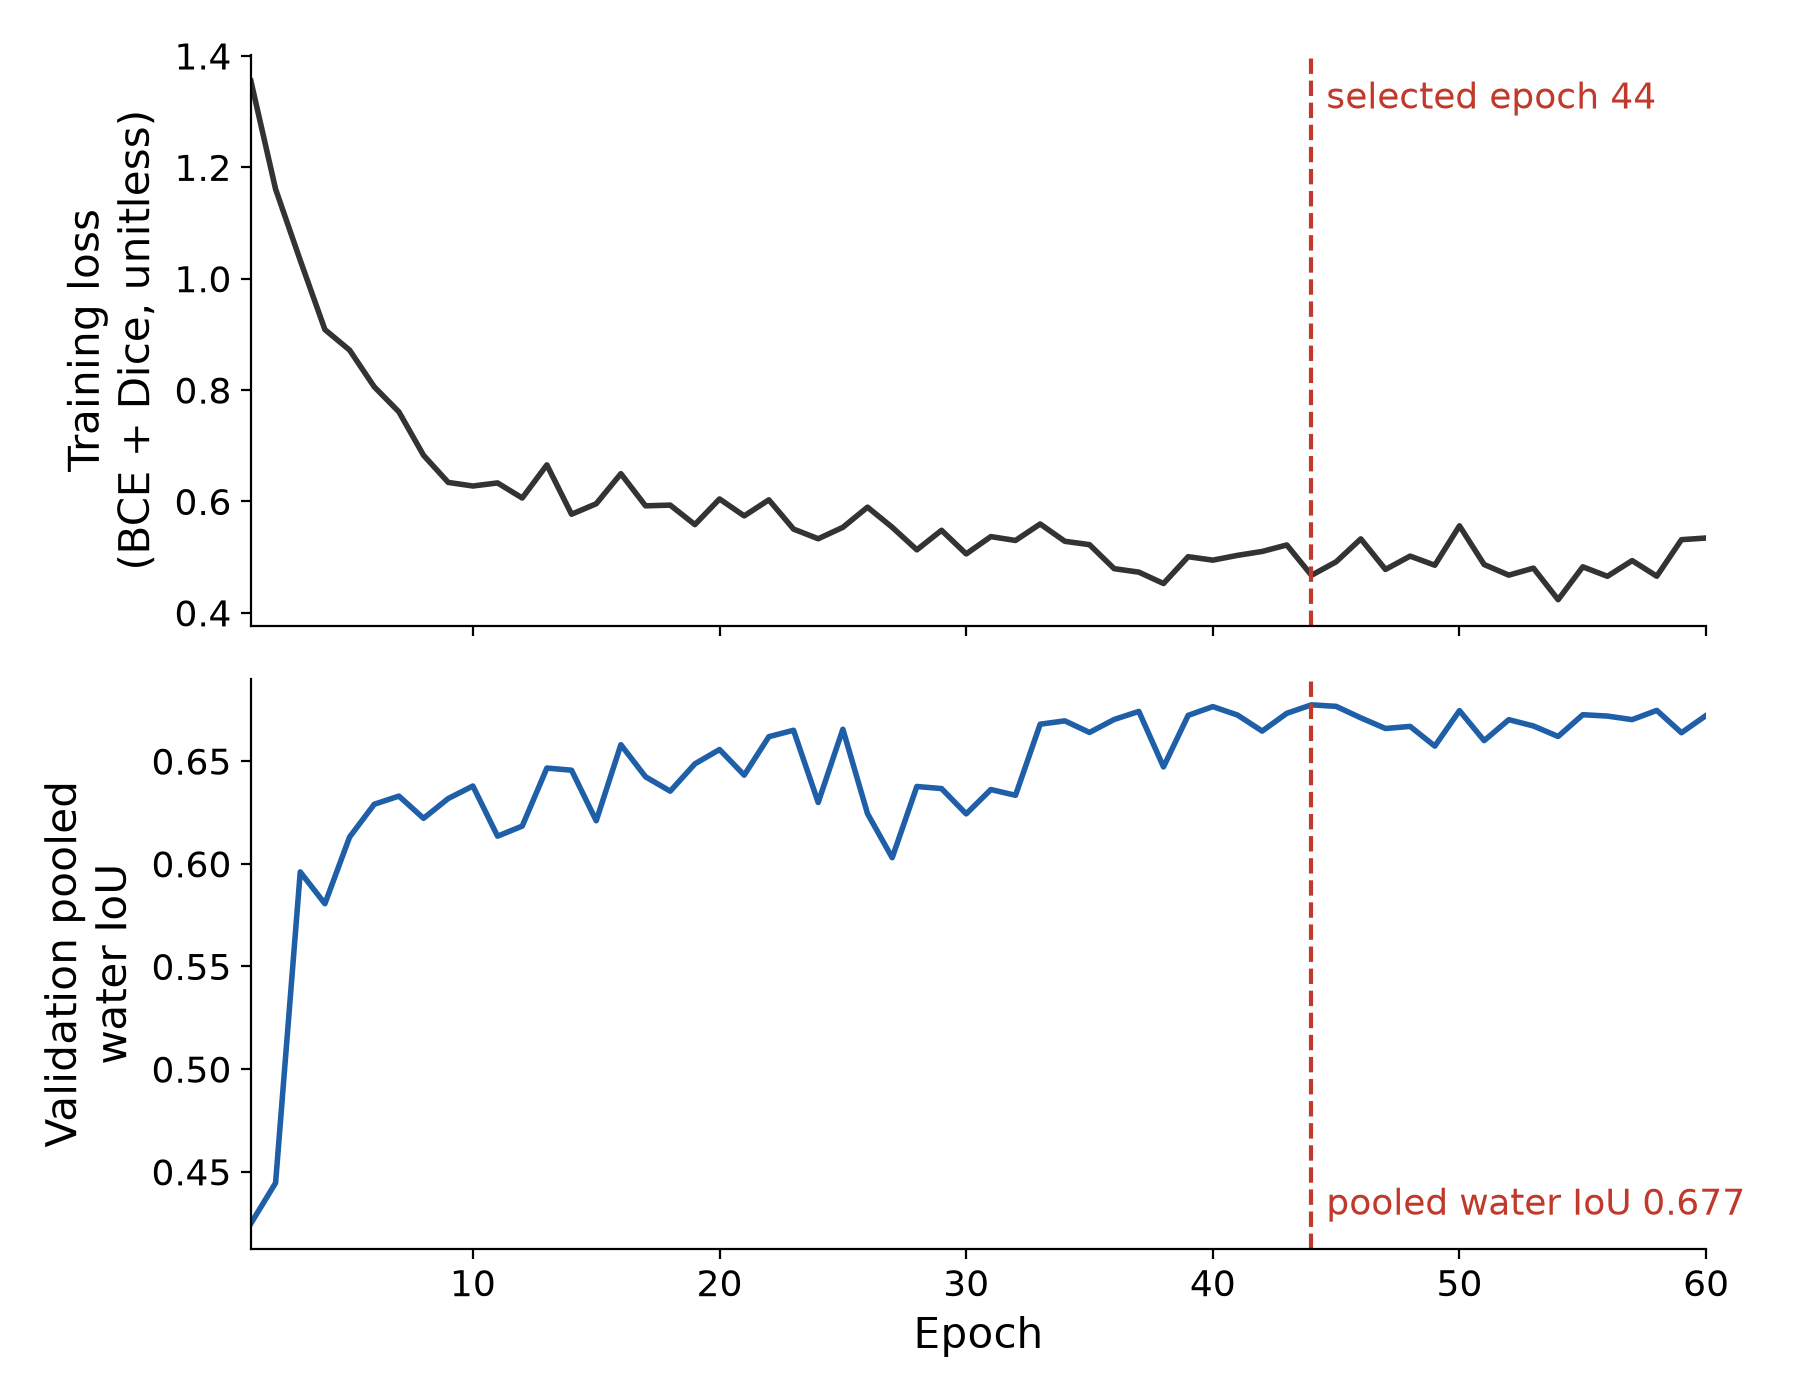 1.4
1.2
1.0
0.8
0.6
0.4
Training loss
(BCE + Dice, unitless)
selected epoch 44
0.65
0.60
0.55
0.50
0.45
Validation pooled
water IoU
pooled water IoU 0.677
10 20 30 40 50 60
Epoch